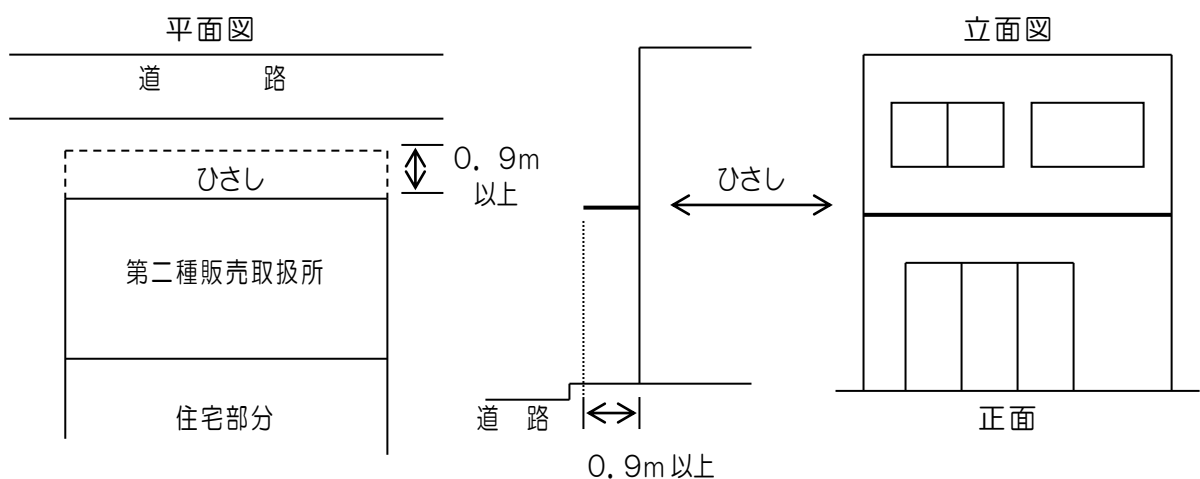 平面図
道 路
ひさし
0.9m
以上
第二種販売取扱所
住宅部分
ひさし
道 路
0.9m以上
立面図
正面